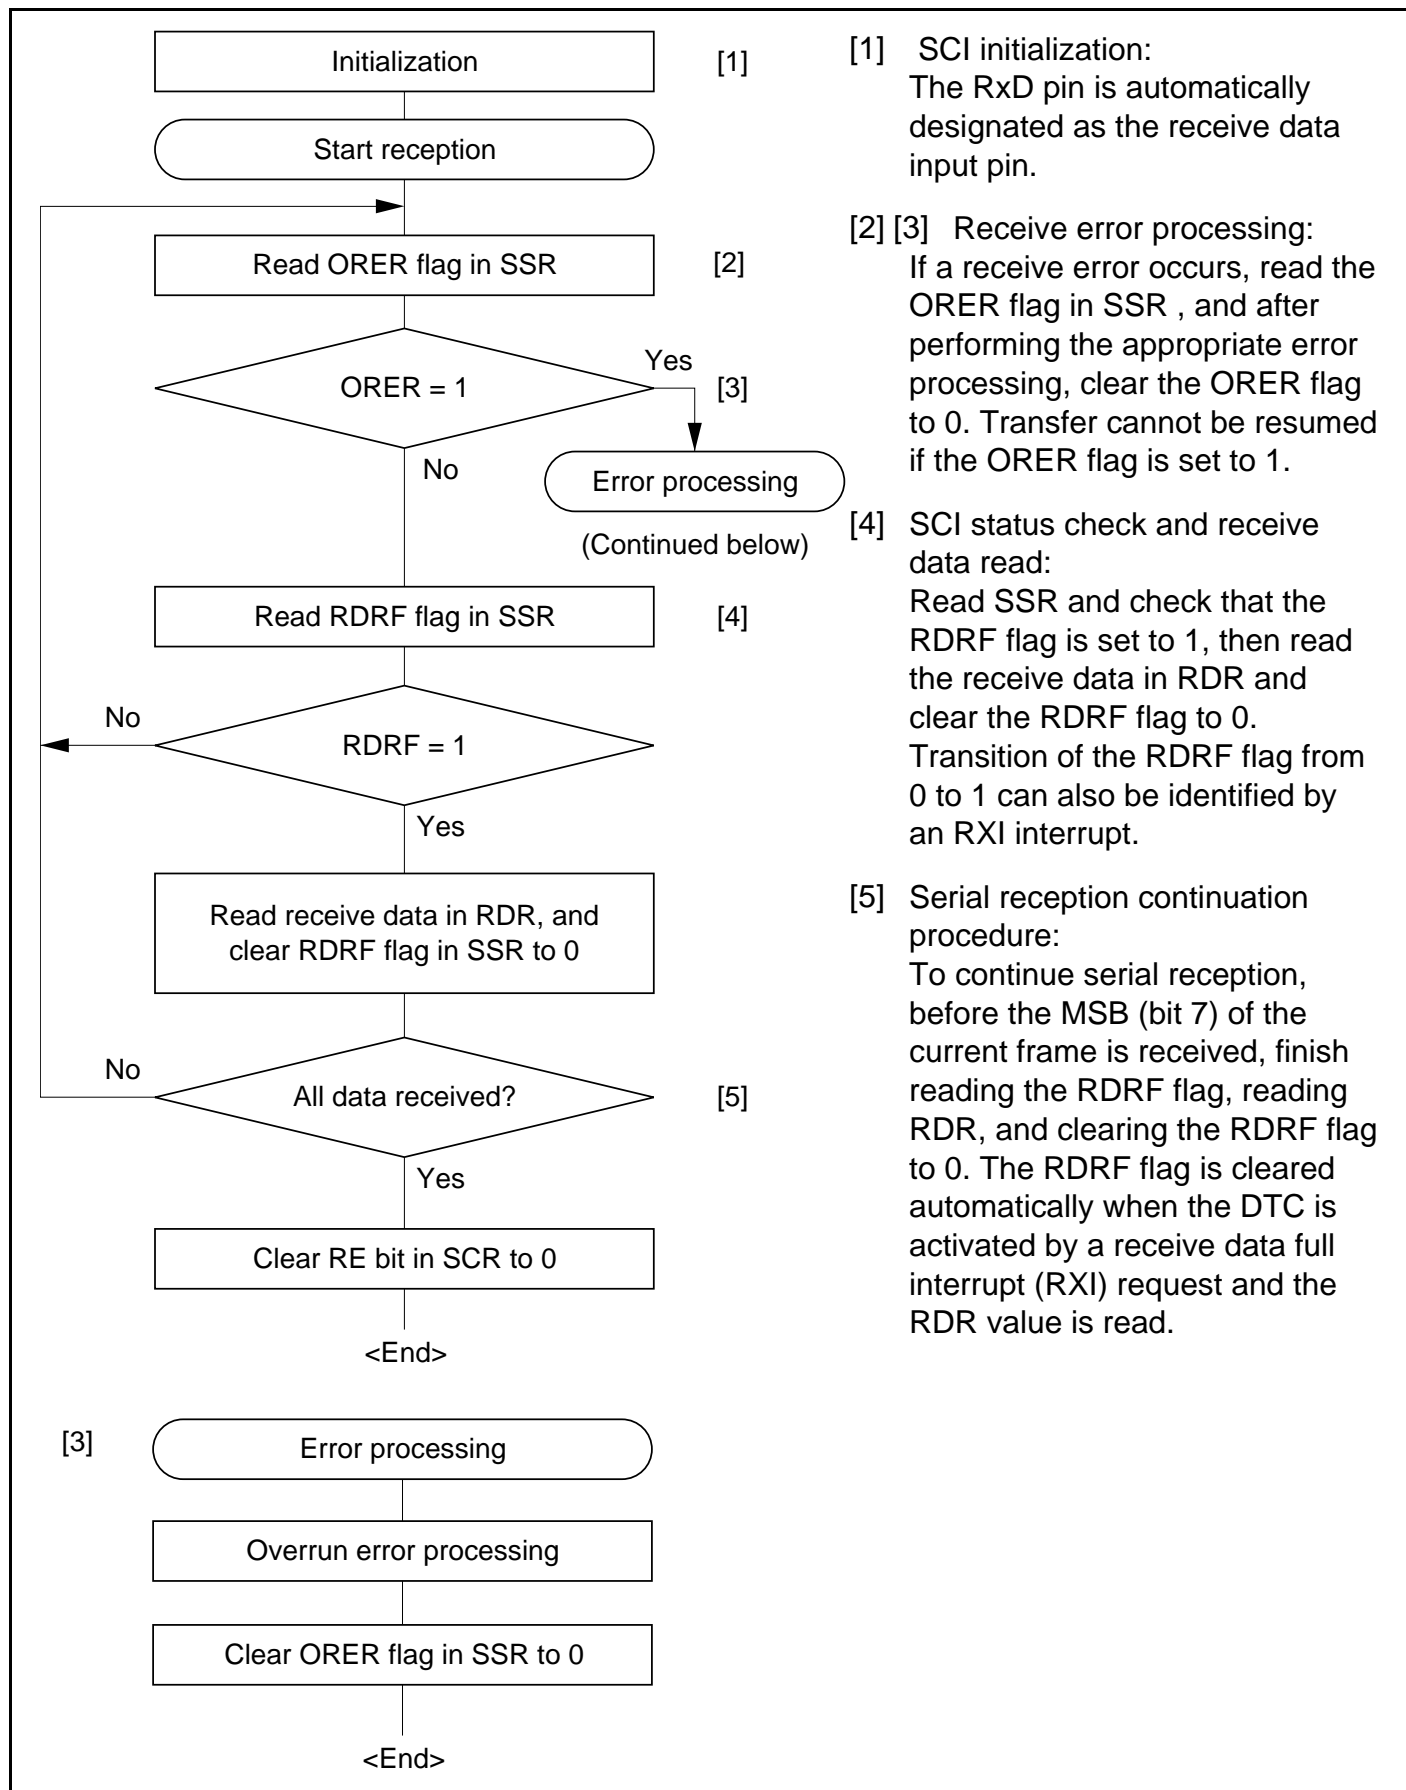 Initialization
[1]
Start reception
Read ORER flag in SSR
[2]
ORER = 1
Yes
[3]
No
Error processing
(Continued below)
Read RDRF flag in SSR
[4]
No
RDRF = 1
Yes
Read receive data in RDR, and
clear RDRF flag in SSR to 0
No
All data received?
[5]
Yes
Clear RE bit in SCR to 0
<End>
[3]
Error processing
Overrun error processing
Clear ORER flag in SSR to 0
<End>
[1] SCI initialization:
The RxD pin is automatically
designated as the receive data
input pin.
[2] [3] Receive error processing:
If a receive error occurs, read the
ORER flag in SSR , and after
performing the appropriate error
processing, clear the ORER flag
to 0. Transfer cannot be resumed
if the ORER flag is set to 1.
[4] SCI status check and receive
data read:
Read SSR and check that the
RDRF flag is set to 1, then read
the receive data in RDR and
clear the RDRF flag to 0.
Transition of the RDRF flag from
0 to 1 can also be identified by
an RXI interrupt.
[5] Serial reception continuation
procedure:
To continue serial reception,
before the MSB (bit 7) of the
current frame is received, finish
reading the RDRF flag, reading
RDR, and clearing the RDRF flag
to 0. The RDRF flag is cleared
automatically when the DTC is
activated by a receive data full
interrupt (RXI) request and the
RDR value is read.